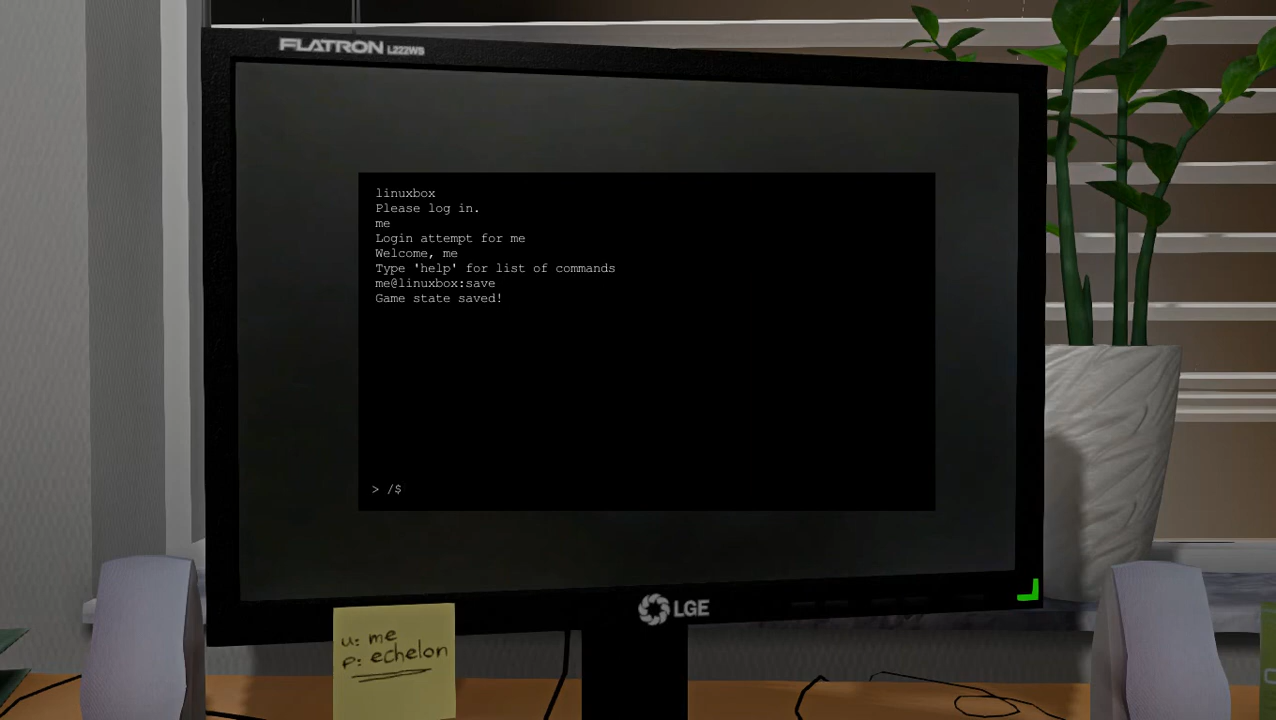 FLATRON L222WS
linuxbox
Please log in.
me
Login attempt for me
Welcome, me
Type 'help' for list of commands
me@linuxbox:save
Game state saved!
> /$
LGE
u: me
p: echelon